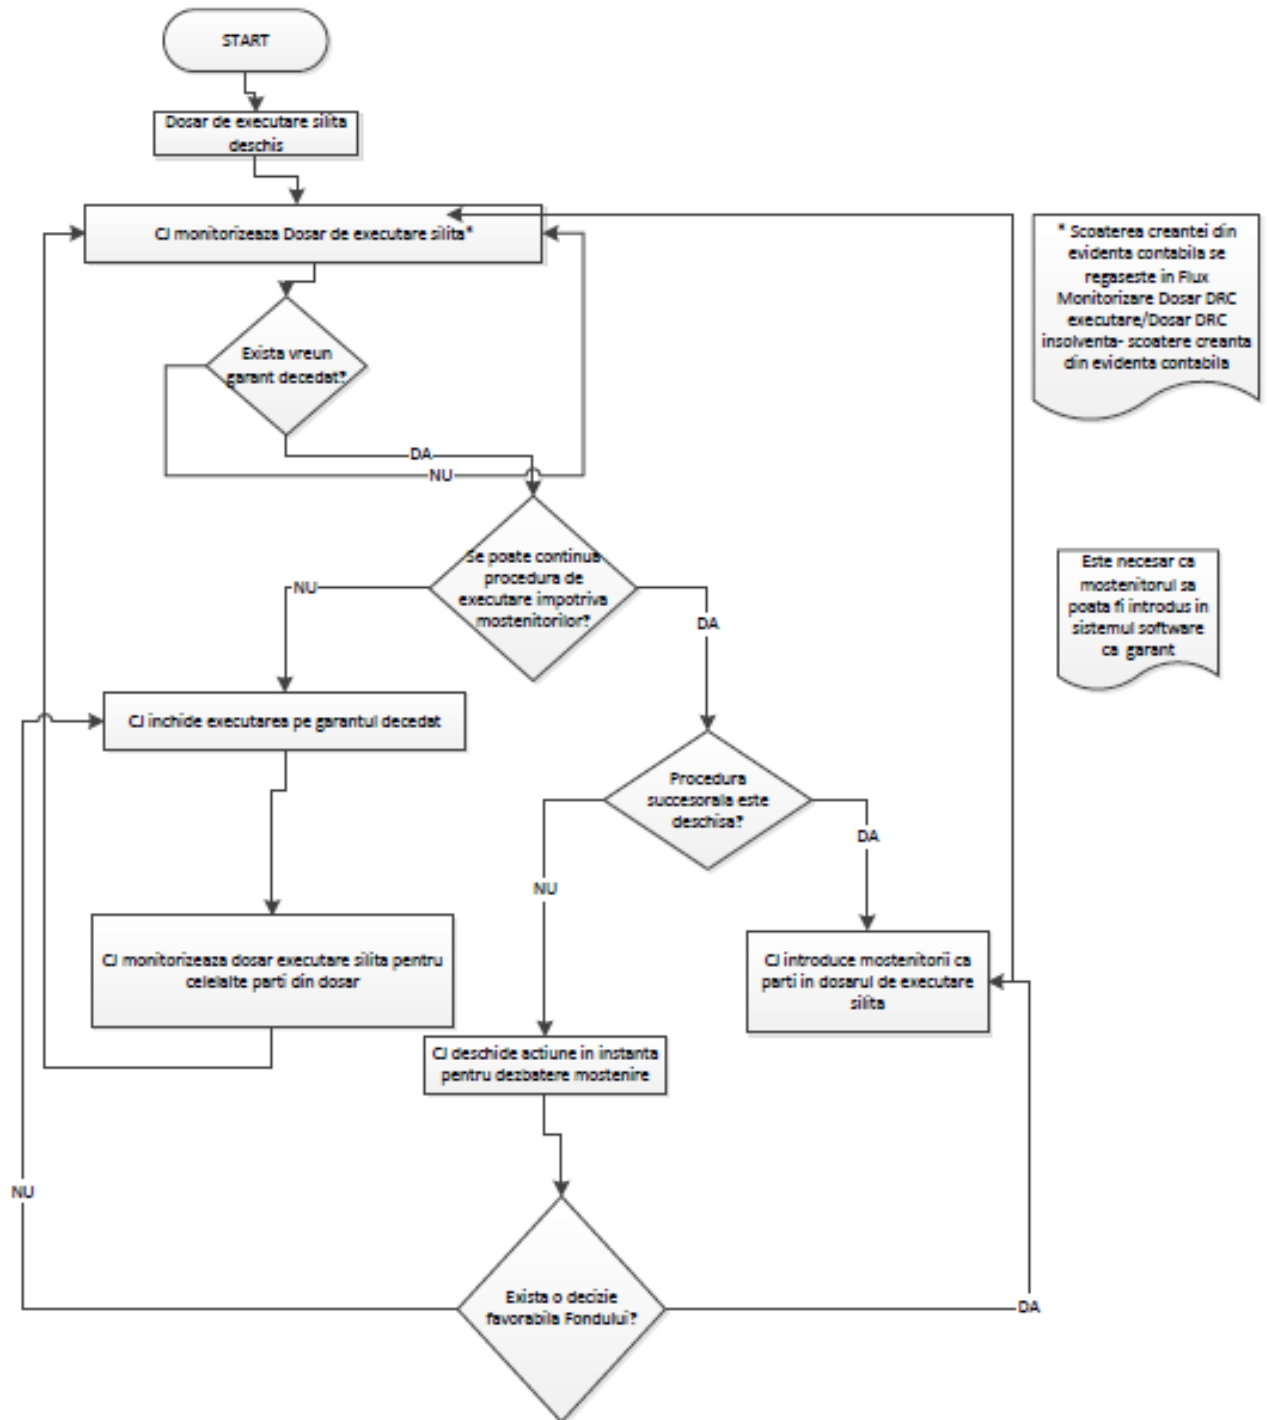 START
Dosar de executare silita
deschis
CJ monitorizeaza Dosar de executare silita*
* Scoaterea creantei din
evidenta contabila se
regaseste in Flux
Monitorizare Dosar DRC
executare/Dosar DRC
insolventa- scoatere creanta
din evidenta contabila
Exista vreun
garant decedat?
DA
NU
Se poate continua
procedura de
executare impotriva
mostenitorilor?
NU
DA
Este necesar ca
mostenitorul sa
poata fi introdus in
sistemul software
ca garant
CJ inchide executarea pe garantul decedat
Procedura
succesorala este
deschisa?
DA
NU
CJ monitorizeaza dosar executare silita pentru
celelalte parti din dosar
CJ introduce mostenitorii ca
parti in dosarul de executare
silita
CJ deschide actiune in instanta
pentru dezbatere mostenire
NU
Exista o decizie
favorabila Fondului?
DA